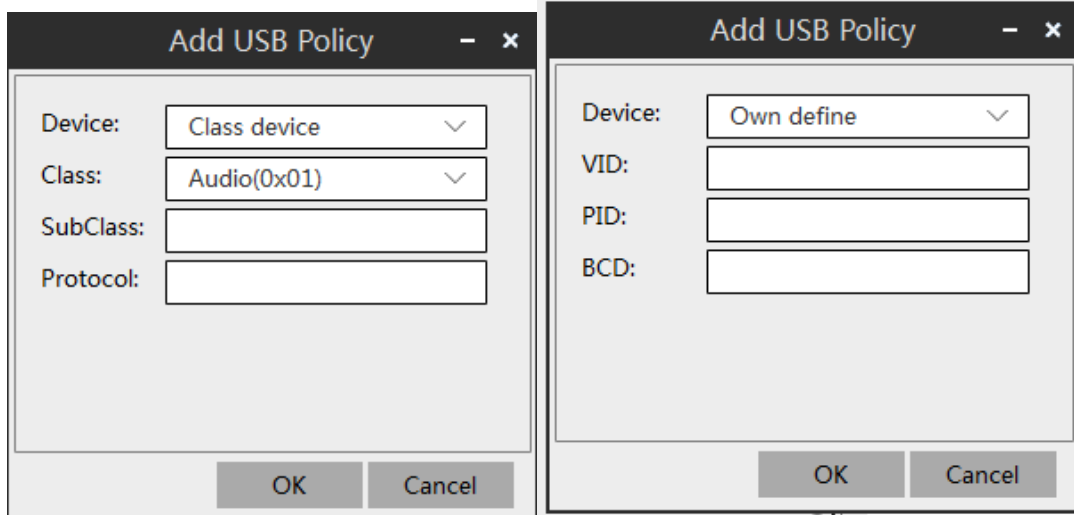 Add USB Policy
Device: Class device
Class: Audio(0x01)
SubClass:
Protocol:
OK Cancel
Add USB Policy
Device: Own define
VID:
PID:
BCD:
OK Cancel